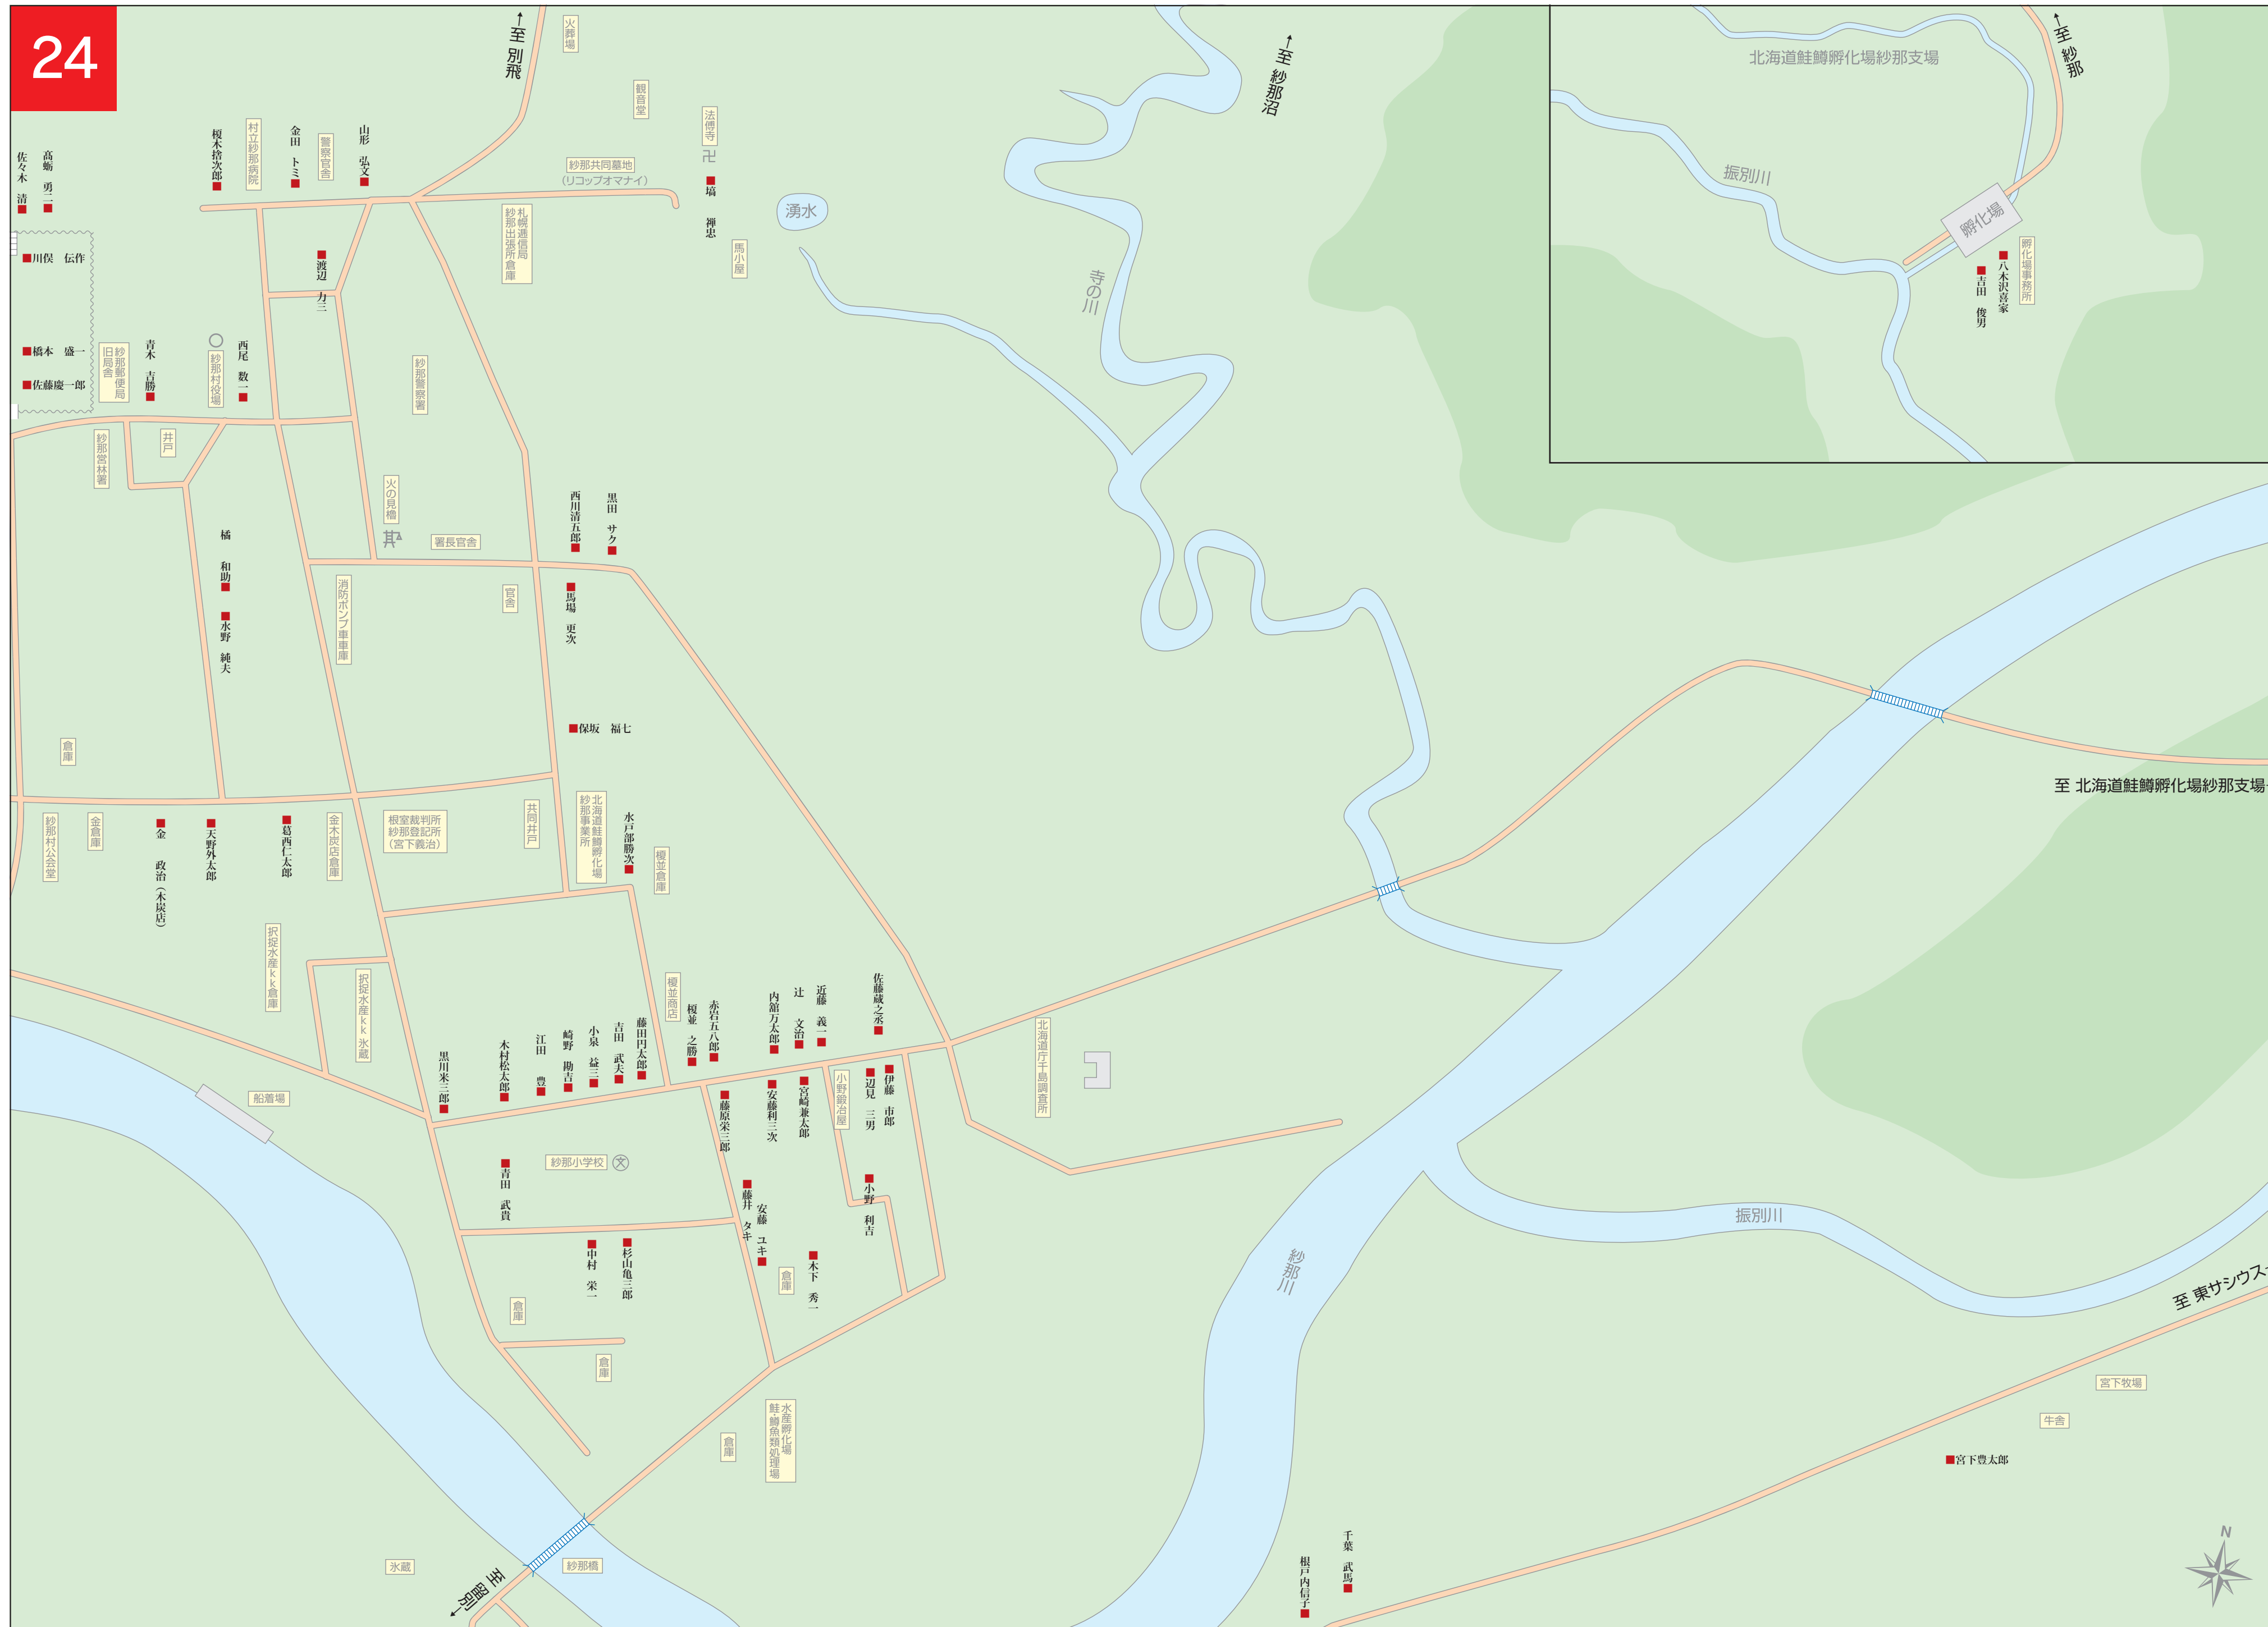 24
←至 別飛
火葬場
観音堂
法傳寺
塙 禅忠
馬小屋
湧水
←至 紗那沼
寺の川
紗那共同墓地
(リコップオマナイ)
札幌逓信局
紗那出張所倉庫
佐々木 清
髙蛎 勇二
榎木捨次郎
村立紗那病院
金田 トミ
警察官舎
山形 弘文
川俣 伝作
渡辺 力三
橋本 盛一
佐藤慶一郎
紗那郵便局
旧局舎
青木 吉勝
紗那村役場
西尾 数一
紗那警察署
紗那営林署
井戸
火の見櫓
署長官舎
西川清五郎
黒田 サク
橘 和助
水野 純夫
消防ポンプ車車庫
官舎
馬場 更次
保坂 福七
倉庫
紗那村公会堂
金倉庫
金 政治(木炭店)
天野外太郎
葛西仁太郎
金木炭店倉庫
根室裁判所
紗那登記所
(宮下義治)
共同井戸
北海道鮭鱒孵化場
紗那事業所
水戸部勝次
榎並倉庫
択捉水産kk倉庫
択捉水産kk氷蔵
榎並商店
黒川米三郎
木村松太郎
江田 豊
崎野 勘吉
小泉 益三
吉田 武夫
藤田円太郎
榎並 之勝
赤岩五八郎
内舘万太郎
辻 文治
近藤 義一
佐藤蔵之丞
北海道庁千島調査所
船着場
藤原栄三郎
安藤利三次
宮崎兼太郎
小野鍛冶屋
辺見 三男
伊藤 市郎
青田 武貴
紗那小学校
文
藤井 タキ
安藤 ユキ
小野 利吉
中村 栄一
杉山亀三郎
倉庫
木下 秀一
倉庫
倉庫
倉庫
水産孵化場
鮭・鱒魚類処理場
氷蔵
紗那橋
至 留別→
紗那川
振別川
至 東サシウス
宮下牧場
牛舎
宮下豊太郎
千葉 武馬
根戸内信子
N
至 北海道鮭鱒孵化場紗那支場
北海道鮭鱒孵化場紗那支場
←至 紗那
振別川
孵化場
孵化場事務所
八木沢喜家
吉田 俊男